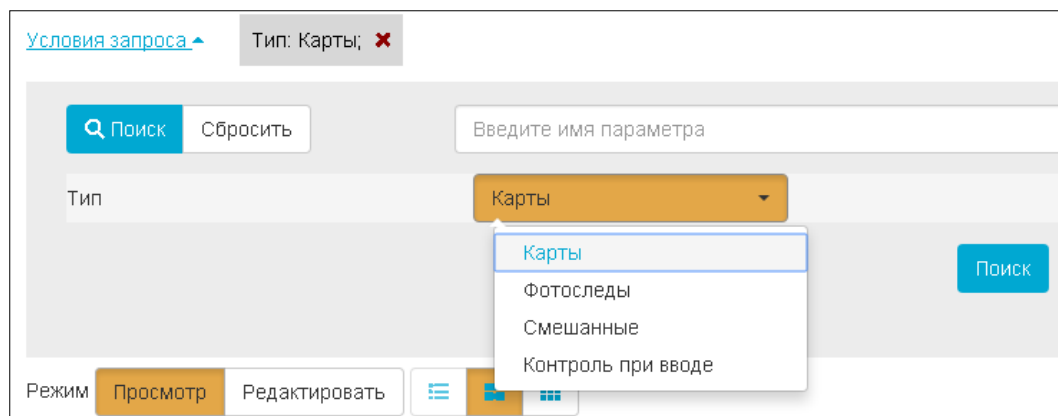 Условия запроса Тип: Карты;
Поиск Сбросить Введите имя параметра
Тип Карты
Карты
Поиск
Фотоследы
Смешанные
Контроль при вводе
Режим Просмотр Редактировать